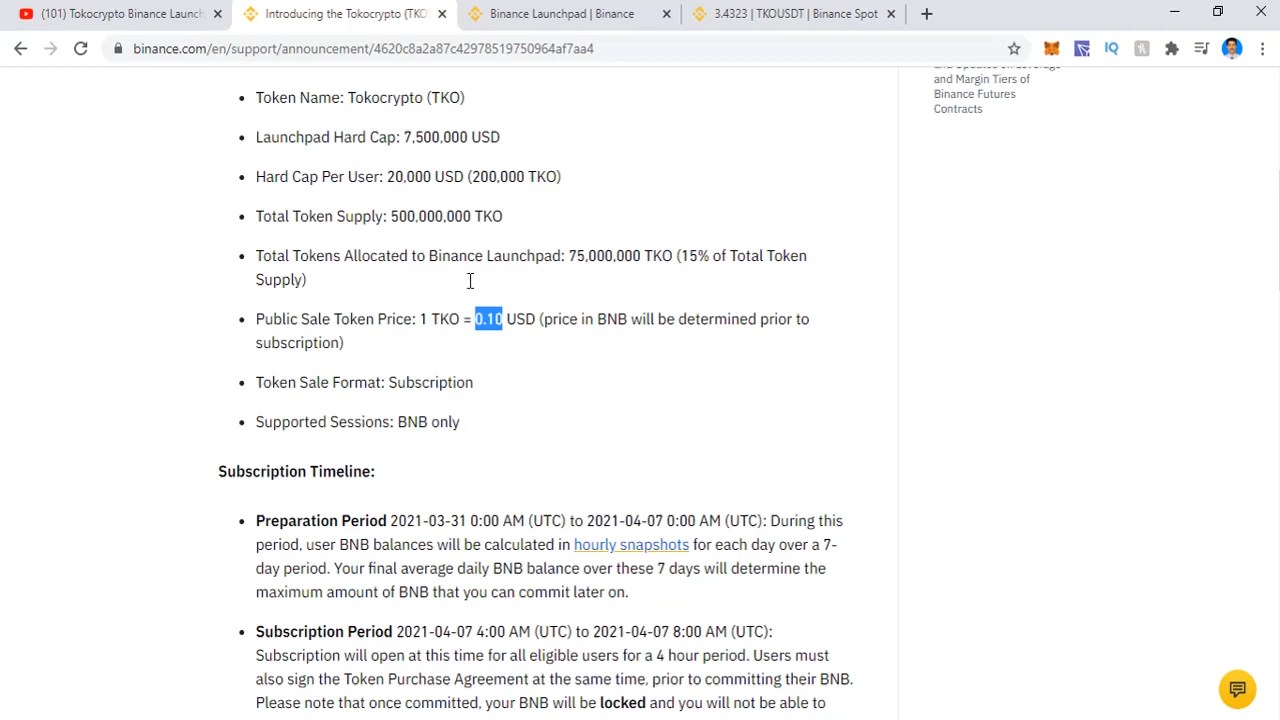 (101) Tokocrypto Binance Launch
Introducing the Tokocrypto (TKO
Binance Launchpad | Binance
3.4323 | TKOUSDT | Binance Spot
binance.com/en/support/announcement/4620c8a2a87c42978519750964af7aa4
IQ
Token Name: Tokocrypto (TKO)
Launchpad Hard Cap: 7,500,000 USD
Hard Cap Per User: 20,000 USD (200,000 TKO)
Total Token Supply: 500,000,000 TKO
Total Tokens Allocated to Binance Launchpad: 75,000,000 TKO (15% of Total Token
Supply)
Public Sale Token Price: 1 TKO = 0.10 USD (price in BNB will be determined prior to
subscription)
Token Sale Format: Subscription
Supported Sessions: BNB only
Subscription Timeline:
Preparation Period 2021-03-31 0:00 AM (UTC) to 2021-04-07 0:00 AM (UTC): During this
period, user BNB balances will be calculated in hourly snapshots for each day over a 7-
day period. Your final average daily BNB balance over these 7 days will determine the
maximum amount of BNB that you can commit later on.
Subscription Period 2021-04-07 4:00 AM (UTC) to 2021-04-07 8:00 AM (UTC):
Subscription will open at this time for all eligible users for a 4 hour period. Users must
also sign the Token Purchase Agreement at the same time, prior to committing their BNB.
Please note that once committed, your BNB will be locked and you will not be able to
and Updates on Leverage
and Margin Tiers of
Binance Futures
Contracts